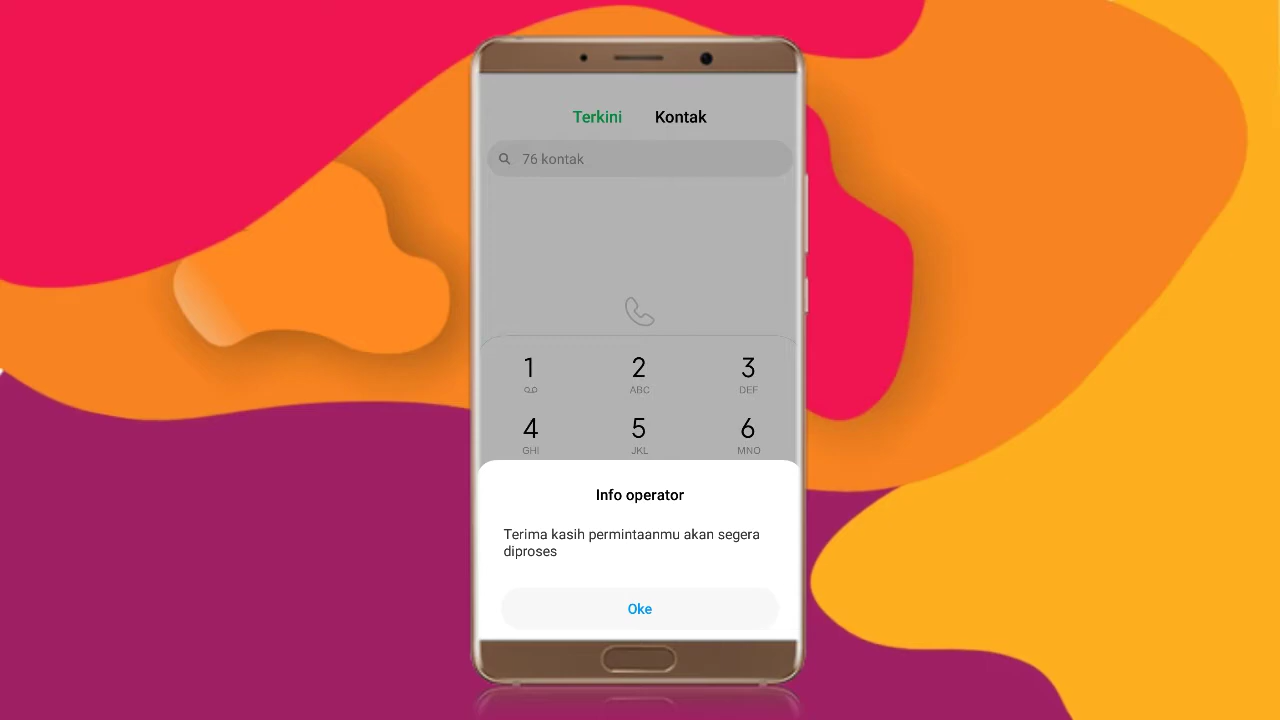 Terkini Kontak
76 kontak
1 2 3
ABC DEF
4 5 6
GHI JKL MNO
Info operator
Terima kasih permintaanmu akan segera
diproses
Oke